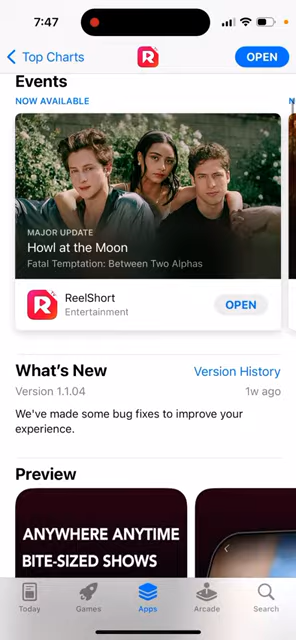 7:47
Top Charts
R
OPEN
Events
NOW AVAILABLE
N
MAJOR UPDATE
Howl at the Moon
Fatal Temptation: Between Two Alphas
R
ReelShort
Entertainment
OPEN
What's New
Version History
Version 1.1.04
1w ago
We've made some bug fixes to improve your
experience.
Preview
ANYWHERE ANYTIME
BITE-SIZED SHOWS
Today
Games
Apps
Arcade
Search